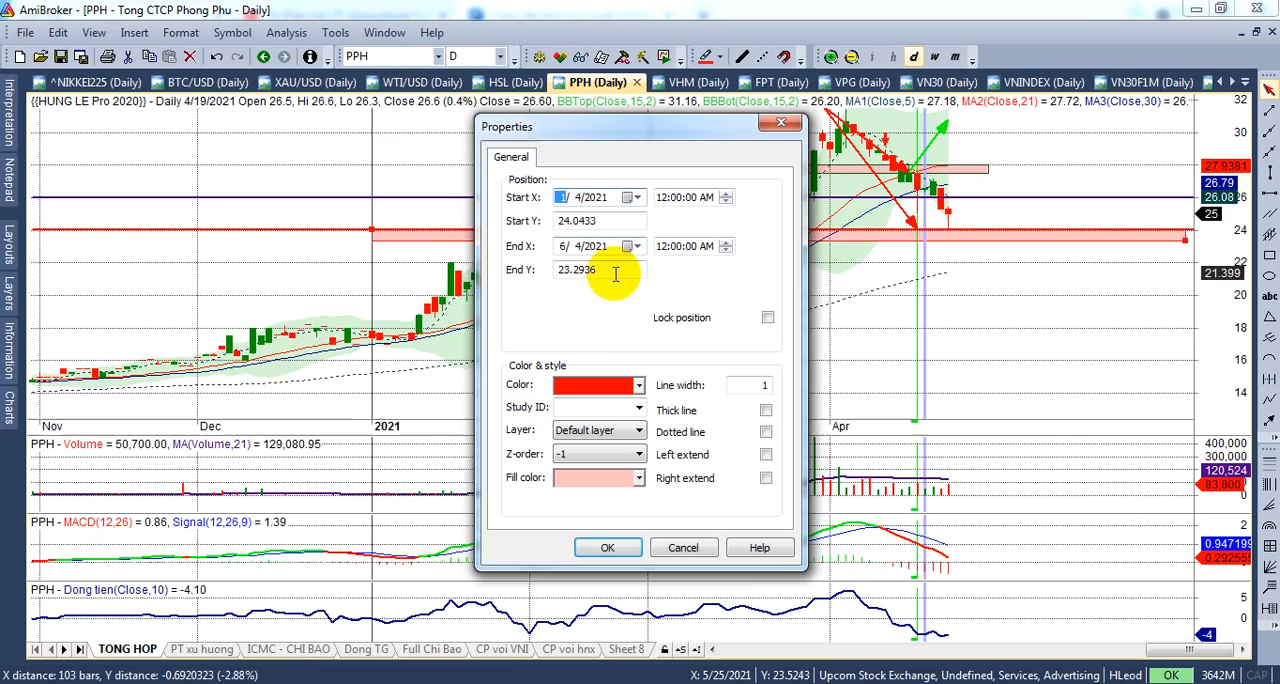 AmiBroker - [PPH - Tong CTCP Phong Phu - Daily]
File Edit View Insert Format Symbol Analysis Tools Window Help
PPH D i h d w m
^NIKKEI225 (Daily) BTC/USD (Daily) XAU/USD (Daily) WTI/USD (Daily) HSL (Daily) PPH (Daily) VHM (Daily) FPT (Daily) VPG (Daily) VN30 (Daily) VNINDEX (Daily) VN30F1M (Daily)
{{HUNG LE Pro 2020}} - Daily 4/19/2021 Open 26.5, Hi 26.6, Lo 26.3, Close 26.6 (0.4%) Close = 26.60, BBTop(Close,15,2) = 31.16, BBBot(Close,15,2) = 26.20, MA1(Close,5) = 27.18, MA2(Close,21) = 27.72, MA3(Close,30) = 26.
Interpretation
Notepad
Layouts
Layers
Information
Charts
32
30
27.9381
26.79
26.08
25
24
21.399
20
18
16
14
abc
Properties
General
Position:
Start X: 1/ 4/2021 12:00:00 AM
Start Y: 24.0433
End X: 6/ 4/2021 12:00:00 AM
End Y: 23.2936
Lock position
Color & style
Color: Line width: 1
Study ID: Thick line
Layer: Default layer Dotted line
Z-order: -1 Left extend
Fill color: Right extend
OK Cancel Help
Nov Dec 2021 Apr
PPH - Volume = 50,700.00, MA(Volume,21) = 129,080.95
400,000
300,000
120,524
83,800
0
PPH - MACD(12,26) = 0.86, Signal(12,26,9) = 1.39
2
0.947199
0.292555
PPH - Dong tien(Close,10) = -4.10
5
0
-4
TONG HOP PT xu huong ICMC - CHI BAO Dong TG Full Chi Bao CP voi VNI CP voi hnx Sheet 8
X distance: 103 bars, Y distance: -0.6920323 (-2.88%) X: 5/25/2021 Y: 23.5243 Upcom Stock Exchange, Undefined, Services, Advertising HLeod OK 3642M CAP